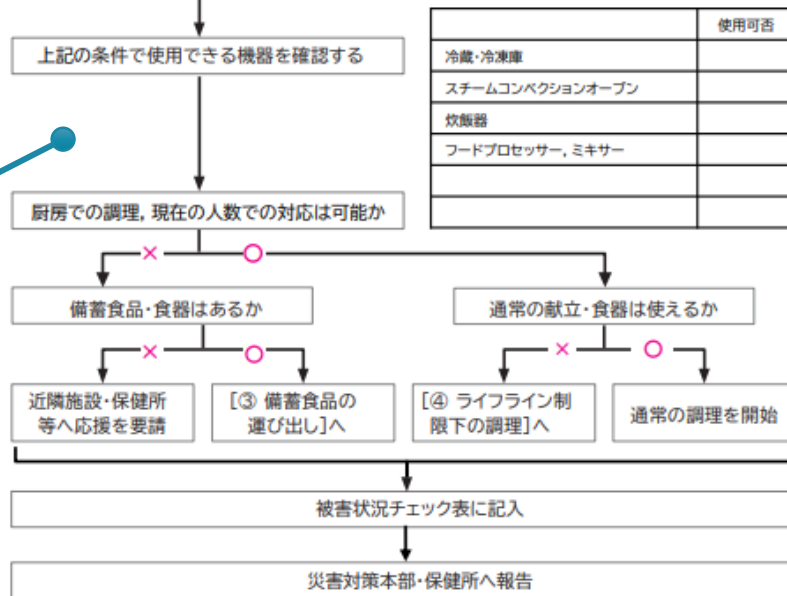 上記の条件で使用できる機器を確認する
使用可否
冷蔵・冷凍庫
スチームコンベクションオーブン
炊飯器
フードプロセッサー, ミキサー
厨房での調理, 現在の人数での対応は可能か
× ○
備蓄食品・食器はあるか
通常の献立・食器は使えるか
× ○
× ○
近隣施設・保健所
等へ応援を要請
[③ 備蓄食品の
運び出し]へ
[④ ライフライン制
限下の調理]へ
通常の調理を開始
被害状況チェック表に記入
災害対策本部・保健所へ報告